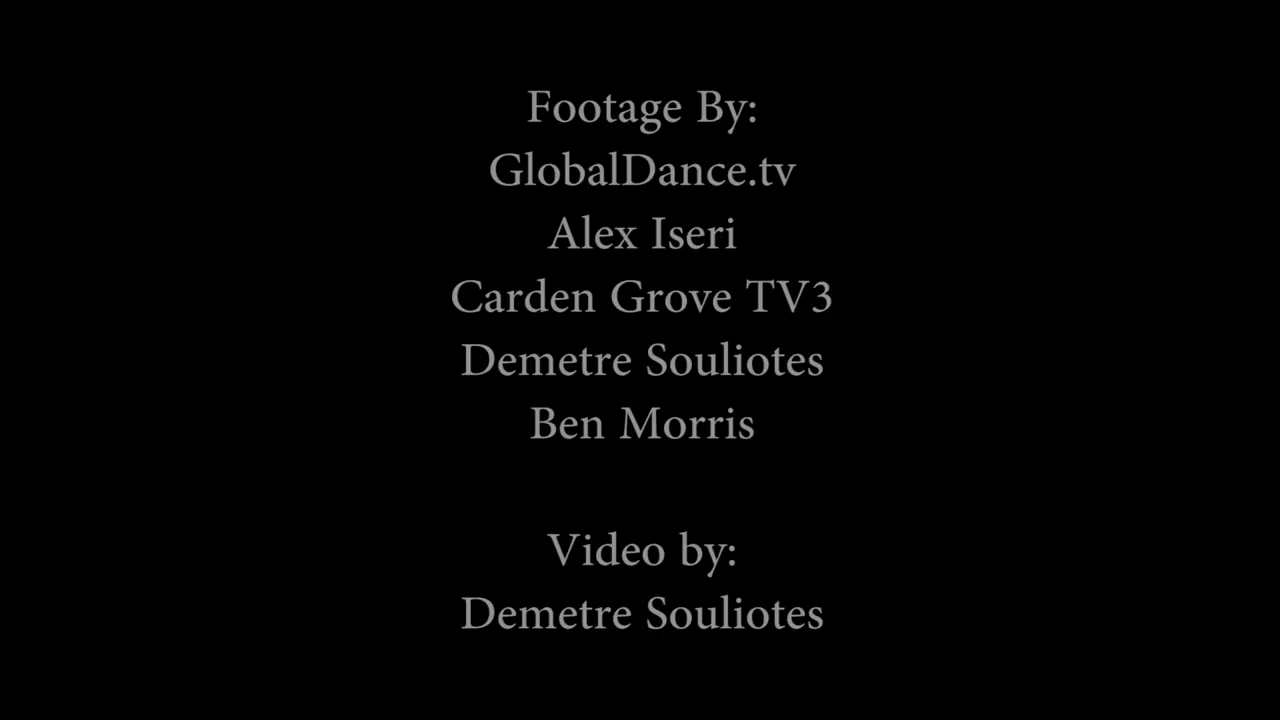 Footage By:
GlobalDance.tv
Alex Iseri
Carden Grove TV3
Demetre Souliotes
Ben Morris
Video by:
Demetre Souliotes